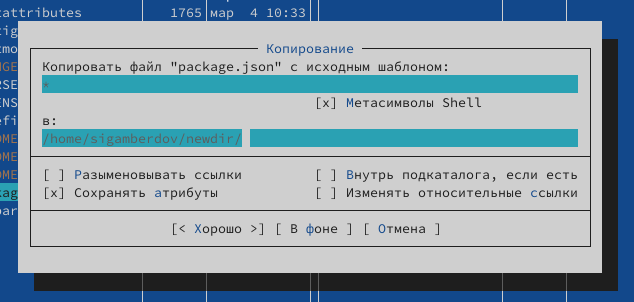 attributes 1765 мар 4 10:33
Копирование
Копировать файл "package.json" с исходным шаблоном:
*
[x] Метасимволы Shell
в:
/home/sigamberdov/newdir/
[ ] Разыменовывать ссылки [ ] Внутрь подкаталога, если есть
[x] Сохранять атрибуты [ ] Изменять относительные ссылки
[< Хорошо >] [ В фоне ] [ Отмена ]